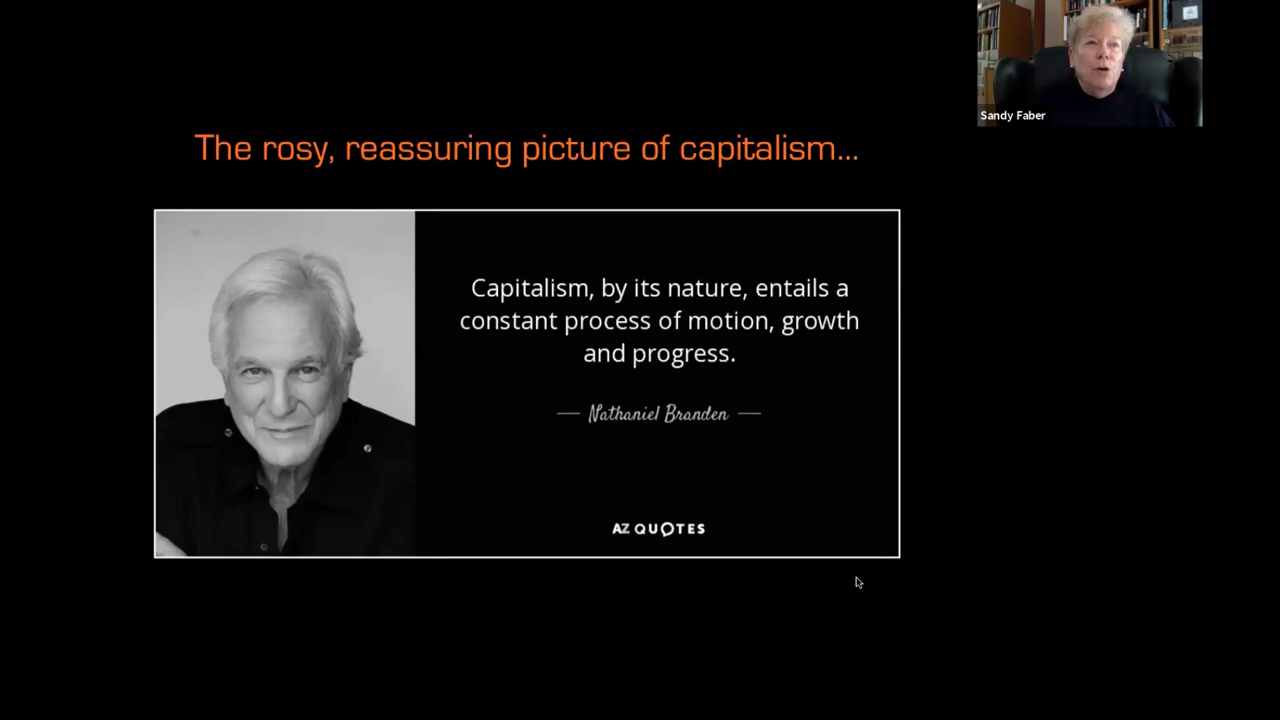 Sandy Faber
The rosy, reassuring picture of capitalism...
Capitalism, by its nature, entails a
constant process of motion, growth
and progress.
— Nathaniel Branden —
AZ QUOTES